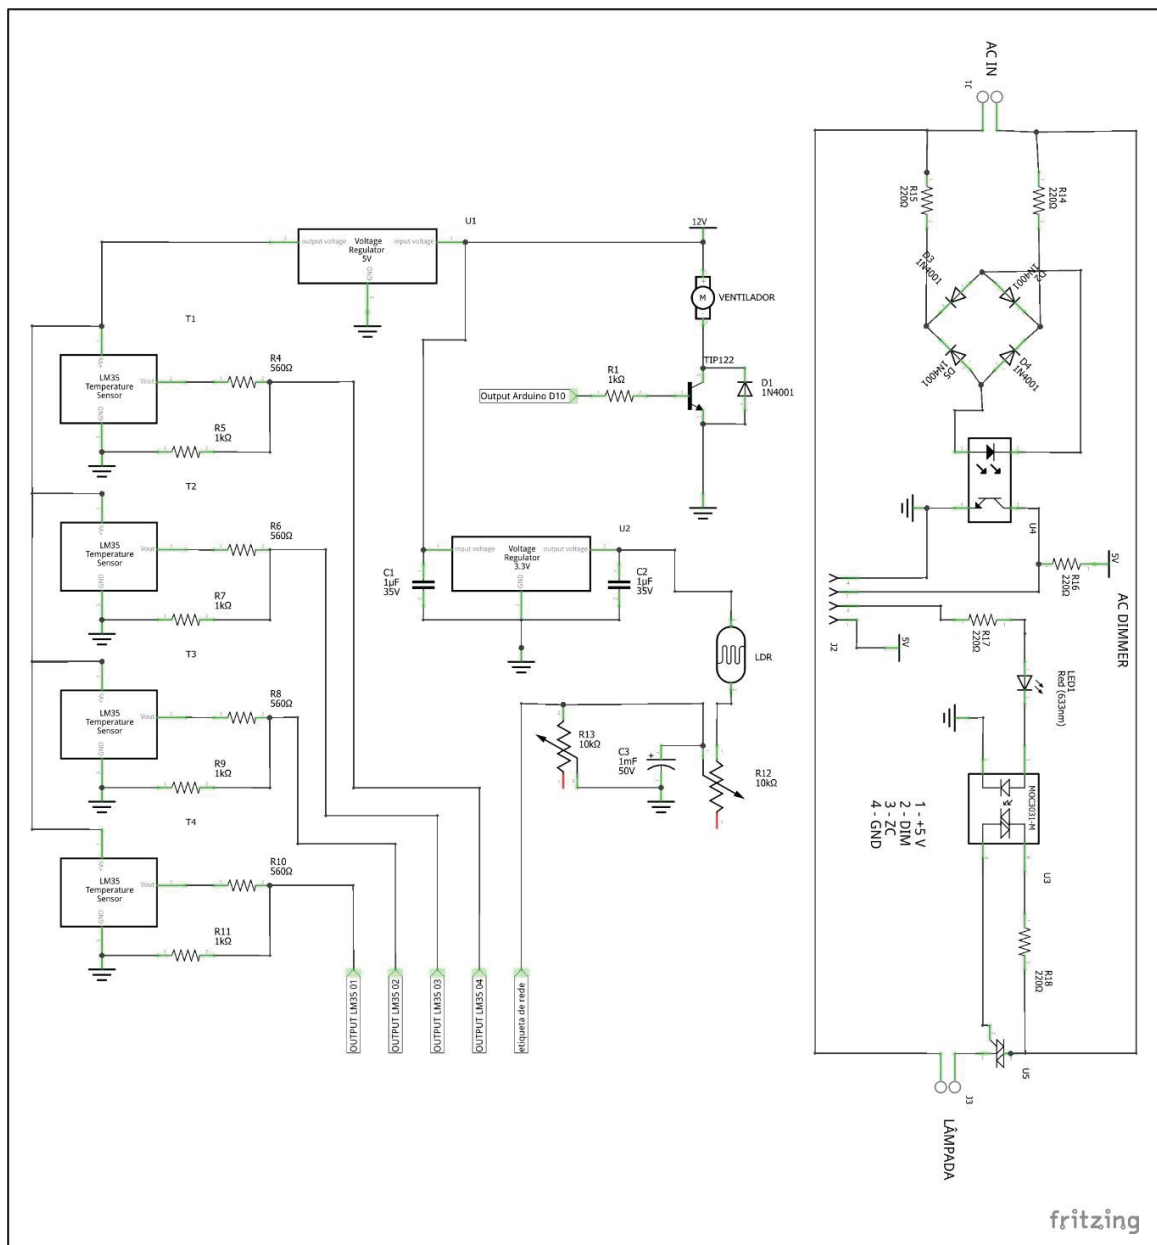 AC IN
J1
R15
220Ω
R14
220Ω
U1
output voltage
Voltage
Regulator
5V
input voltage
GND
12V
D3
1N4001
D2
1N4001
M
VENTILADOR
T1
V+
LM35
Temperature
Sensor
Vout
GND
R4
560Ω
R5
1kΩ
TIP122
R1
1kΩ
Output Arduino D10
D1
1N4001
D5
1N4001
D4
1N4001
T2
V+
LM35
Temperature
Sensor
Vout
GND
R6
560Ω
R7
1kΩ
U2
input voltage
Voltage
Regulator
3.3V
output voltage
GND
C1
1µF
35V
C2
1µF
35V
U4
R16
220Ω
5V
AC DIMMER
J2
5V
R17
220Ω
LED1
Red (633nm)
LDR
T3
V+
LM35
Temperature
Sensor
Vout
GND
R8
560Ω
R9
1kΩ
R13
10kΩ
C3
1mF
50V
R12
10kΩ
MOC3031-M
U3
1 - +5 V
2 - DIM
3 - ZC
4 - GND
T4
V+
LM35
Temperature
Sensor
Vout
GND
R10
560Ω
R11
1kΩ
R18
220Ω
OUTPUT LM35 01
OUTPUT LM35 02
OUTPUT LM35 03
OUTPUT LM35 04
etiqueta de rede
U5
J3
LÂMPADA
fritzing